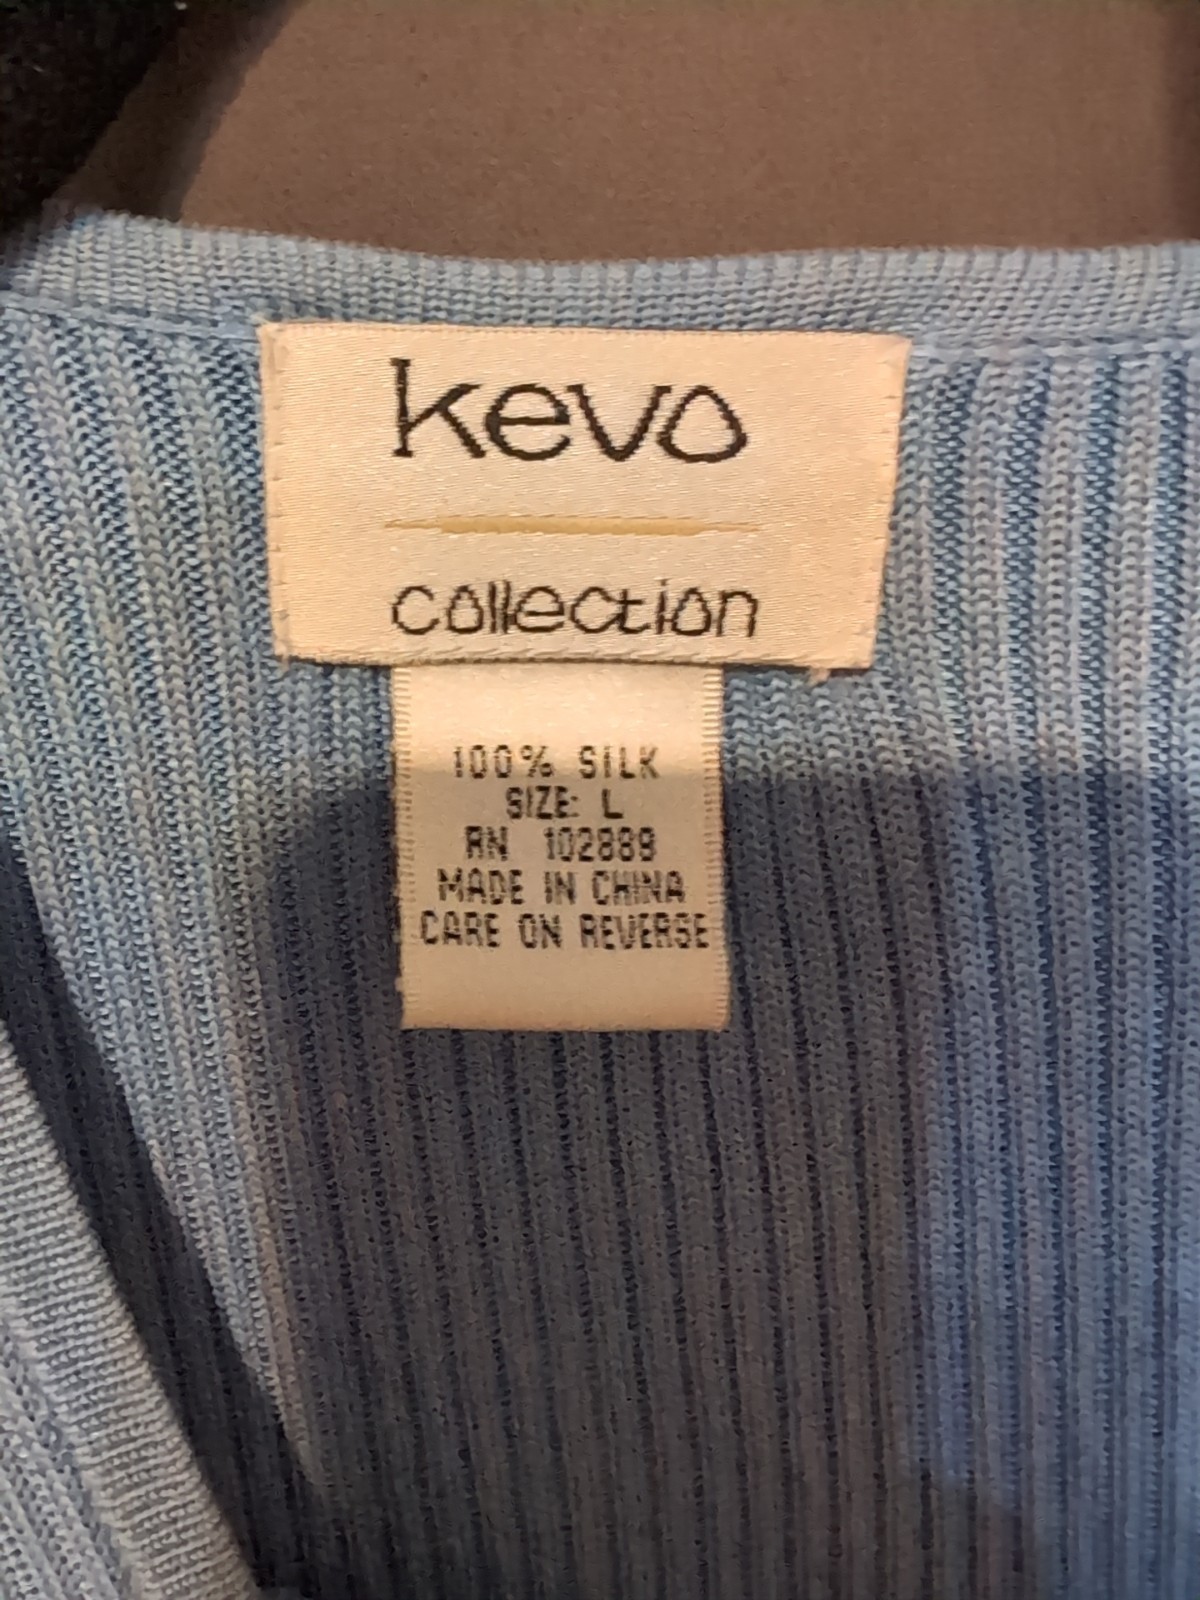 kevo
collection
100% SILK
SIZE: L
RN 102889
MADE IN CHINA
CARE ON REVERSE